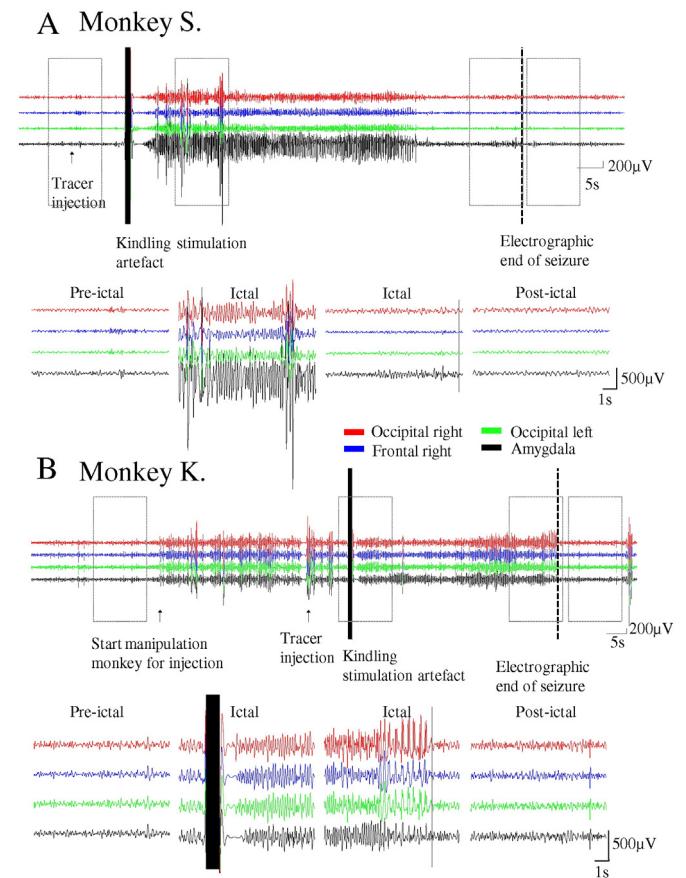 A Monkey S.
200μV
5s
Tracer
injection
Kindling stimulation
artefact
Electrographic
end of seizure
Pre-ictal Ictal Ictal Post-ictal
500μV
1s
Occipital right Occipital left
Frontal right Amygdala
B Monkey K.
200μV
5s
Start manipulation
monkey for injection
Tracer
injection
Kindling
stimulation artefact
Electrographic
end of seizure
Pre-ictal Ictal Ictal Post-ictal
500μV
1s